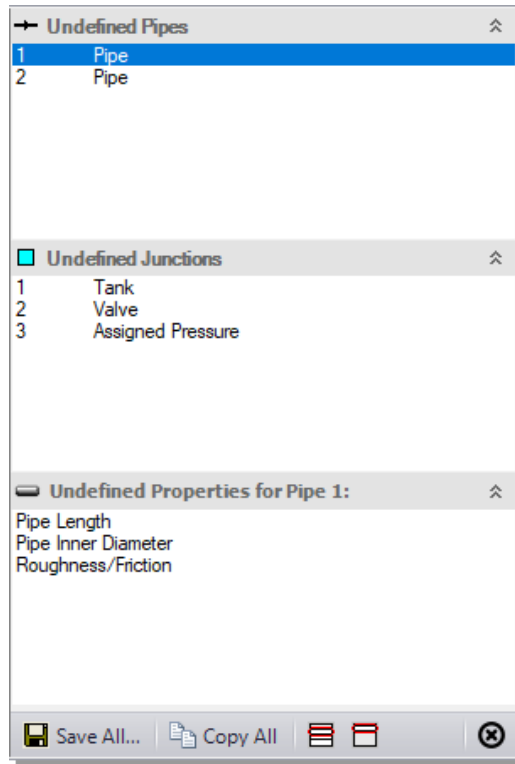 Undefined Pipes
1 Pipe
2 Pipe
Undefined Junctions
1 Tank
2 Valve
3 Assigned Pressure
Undefined Properties for Pipe 1:
Pipe Length
Pipe Inner Diameter
Roughness/Friction
Save All... Copy All